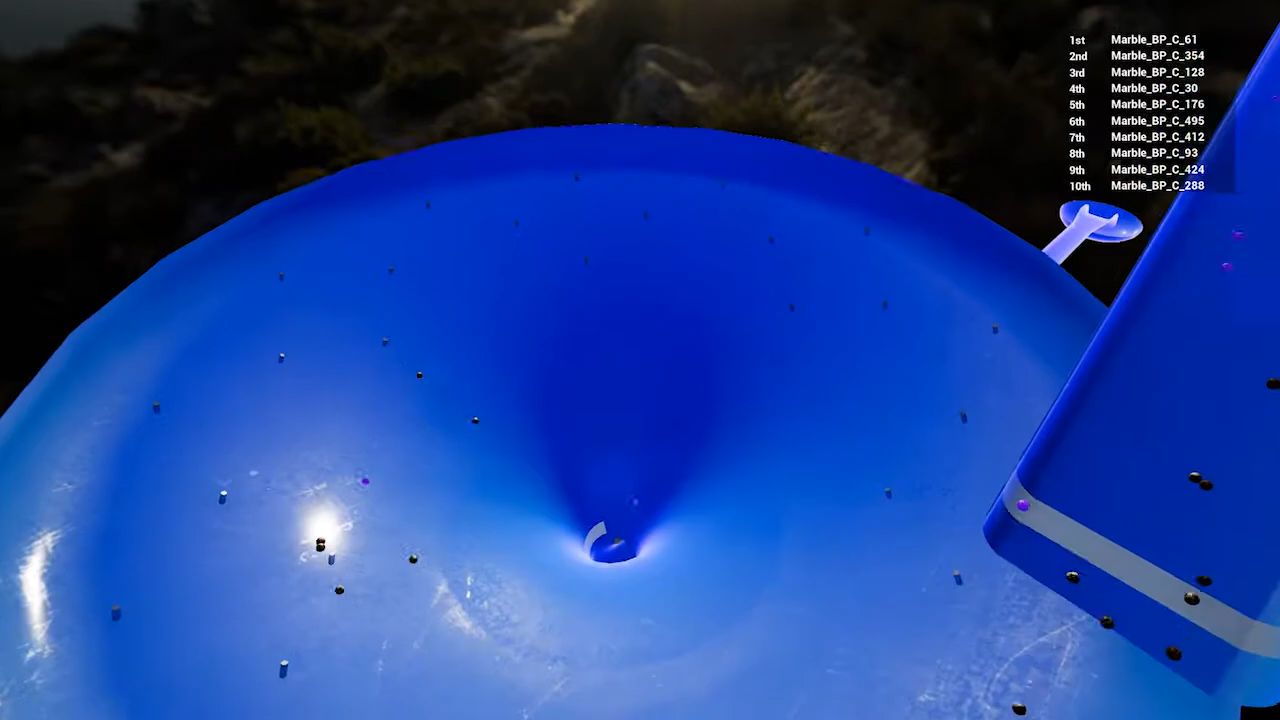 1st Marble_BP_C_61
2nd Marble_BP_C_354
3rd Marble_BP_C_128
4th Marble_BP_C_30
5th Marble_BP_C_176
6th Marble_BP_C_495
7th Marble_BP_C_412
8th Marble_BP_C_93
9th Marble_BP_C_424
10th Marble_BP_C_288